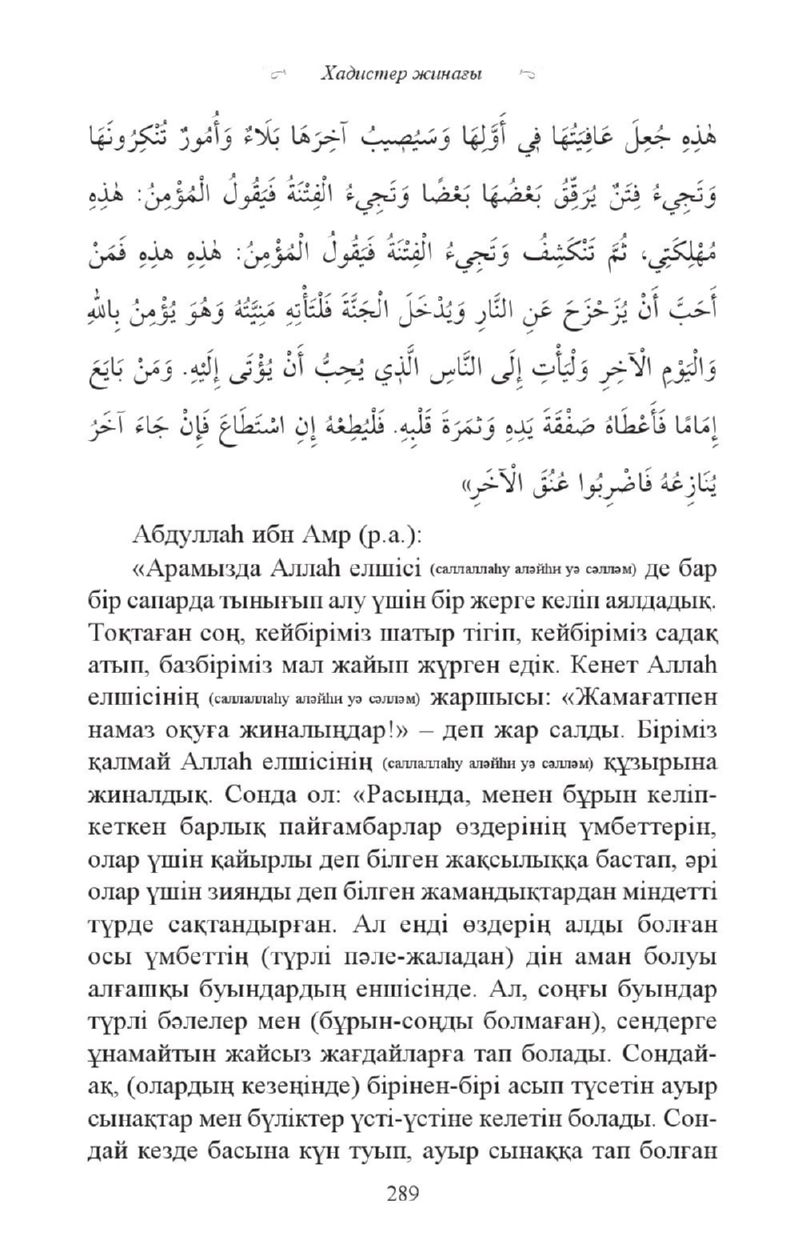 Хадистер жинағы
هٰذِهِ جُعِلَ عَافِيَتُهَا فِي أَوَّلِهَا وَسَيُصِيبُ آخِرَهَا بَلَاءٌ وَأُمُورٌ تُنْكِرُونَهَا
وَتَجِيءُ فِتَنٌ يُرَقِّقُ بَعْضُهَا بَعْضًا وَتَجِيءُ الْفِتْنَةُ فَيَقُولُ الْمُؤْمِنُ: هٰذِهِ
مُهْلِكَتِي، ثُمَّ تَنْكَشِفُ وَتَجِيءُ الْفِتْنَةُ فَيَقُولُ الْمُؤْمِنُ: هٰذِهِ هذِهِ فَمَنْ
أَحَبَّ أَنْ يُزَحْزَحَ عَنِ النَّارِ وَيُدْخَلَ الْجَنَّةَ فَلْتَأْتِهِ مَنِيَّتُهُ وَهُوَ يُؤْمِنُ بِاللهِ
وَالْيَوْمِ الْآخِرِ وَلْيَأْتِ إِلَى النَّاسِ الَّذِي يُحِبُّ أَنْ يُؤْتَى إِلَيْهِ. وَمَنْ بَايَعَ
إِمَامًا فَأَعْطَاهُ صَفْقَةَ يَدِهِ وَثَمَرَةَ قَلْبِهِ. فَلْيُطِعْهُ إِنِ اسْتَطَاعَ فَإِنْ جَاءَ آخَرُ
يُنَازِعُهُ فَاضْرِبُوا عُنُقَ الْآخَرِ»
Абдуллаһ ибн Амр (р.а.):
«Арамызда Аллаһ елшісі (саллаллаһу аләйһи уә сәлләм) де бар
бір сапарда тынығып алу үшін бір жерге келіп аялдадық.
Тоқтаған соң, кейбіріміз шатыр тігіп, кейбіріміз садақ
атып, базбіріміз мал жайып жүрген едік. Кенет Аллаһ
елшісінің (саллаллаһу аләйһи уә сәлләм) жаршысы: «Жамағатпен
намаз оқуға жиналыңдар!» – деп жар салды. Біріміз
қалмай Аллаһ елшісінің (саллаллаһу аләйһи уә сәлләм) құзырына
жиналдық. Сонда ол: «Расында, менен бұрын келіп-
кеткен барлық пайғамбарлар өздерінің үмбеттерін,
олар үшін қайырлы деп білген жақсылыққа бастап, әрі
олар үшін зиянды деп білген жамандықтардан міндетті
түрде сақтандырған. Ал енді өздерің алды болған
осы үмбеттің (түрлі пәле-жаладан) дін аман болуы
алғашқы буындардың еншісінде. Ал, соңғы буындар
түрлі бәлелер мен (бұрын-соңды болмаған), сендерге
ұнамайтын жайсыз жағдайларға тап болады. Сондай-
ақ, (олардың кезеңінде) бірінен-бірі асып түсетін ауыр
сынақтар мен бүліктер үсті-үстіне келетін болады. Сон-
дай кезде басына күн туып, ауыр сынаққа тап болған
289